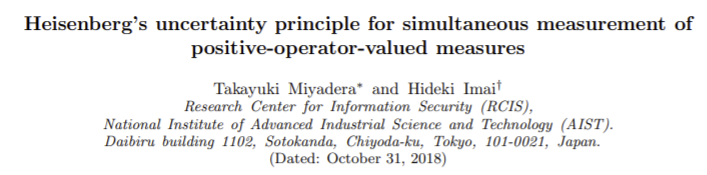 Heisenberg's uncertainty principle for simultaneous measurement of
positive-operator-valued measures
Takayuki Miyadera* and Hideki Imai†
Research Center for Information Security (RCIS),
National Institute of Advanced Industrial Science and Technology (AIST).
Daibiru building 1102, Sotokanda, Chiyoda-ku, Tokyo, 101-0021, Japan.
(Dated: October 31, 2018)